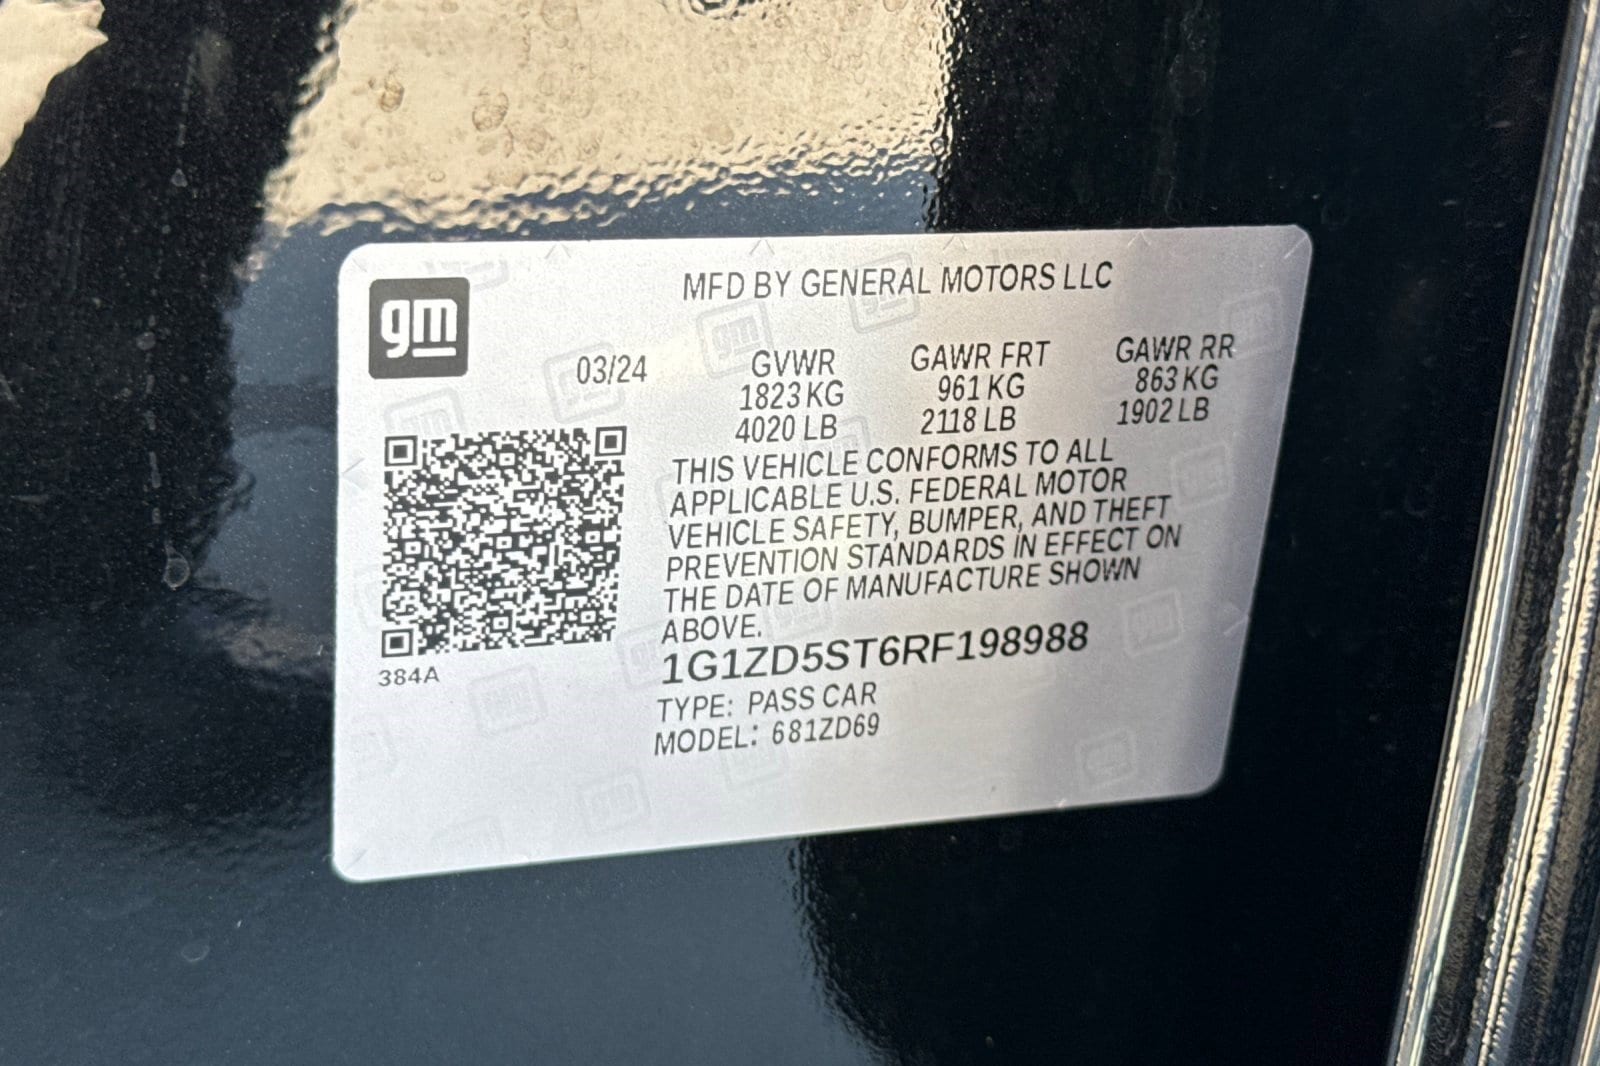 gm
MFD BY GENERAL MOTORS LLC
03/24
GVWR
1823 KG
4020 LB
GAWR FRT
961 KG
2118 LB
GAWR RR
863 KG
1902 LB
THIS VEHICLE CONFORMS TO ALL
APPLICABLE U.S. FEDERAL MOTOR
VEHICLE SAFETY, BUMPER, AND THEFT
PREVENTION STANDARDS IN EFFECT ON
THE DATE OF MANUFACTURE SHOWN
ABOVE.
1G1ZD5ST6RF198988
TYPE: PASS CAR
MODEL: 681ZD69
384A